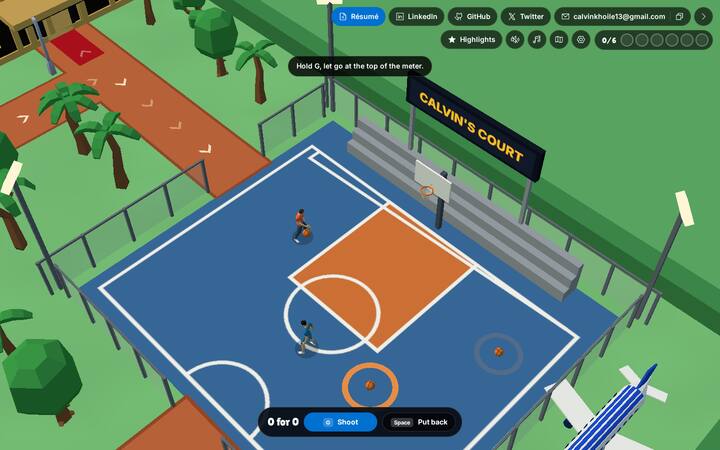 Résumé
LinkedIn
GitHub
Twitter
calvinkhoile13@gmail.com
Highlights
0/6
Hold G, let go at the top of the meter.
CALVIN'S COURT
0 for 0
G Shoot
Space Put back